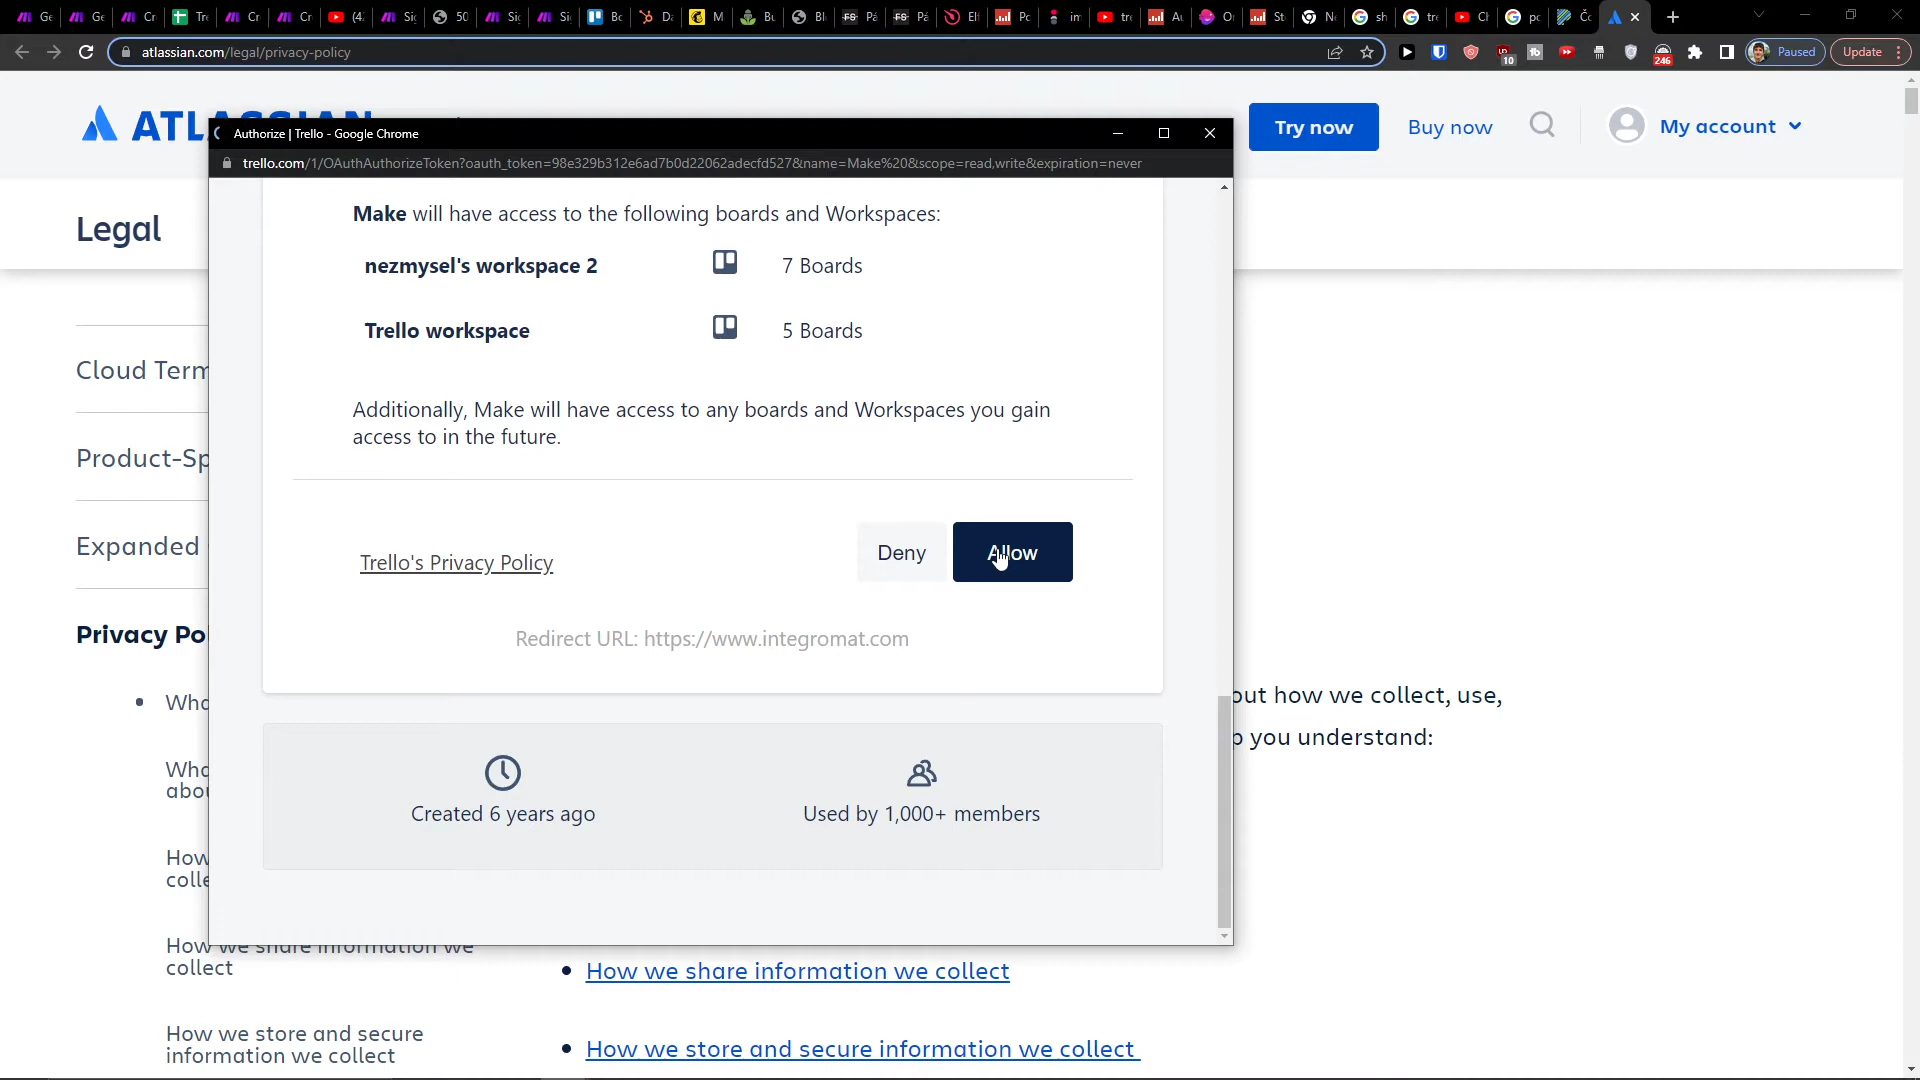 atlassian.com/legal/privacy-policy
Paused
Update
10
246
Try now
Buy now
My account
Legal
Authorize | Trello - Google Chrome
trello.com/1/OAuthAuthorizeToken?oauth_token=98e329b312e6ad7b0d22062adecfd527&name=Make%20&scope=read,write&expiration=never
Make will have access to the following boards and Workspaces:
nezmysel's workspace 2
7 Boards
Trello workspace
5 Boards
Additionally, Make will have access to any boards and Workspaces you gain
access to in the future.
Trello's Privacy Policy
Deny
Allow
Redirect URL: https://www.integromat.com
Created 6 years ago
Used by 1,000+ members
Cloud Term
Product-Sp
Expanded
Privacy Po
out how we collect, use,
you understand:
How we share information we
collect
How we store and secure
information we collect
How we share information we collect
How we store and secure information we collect